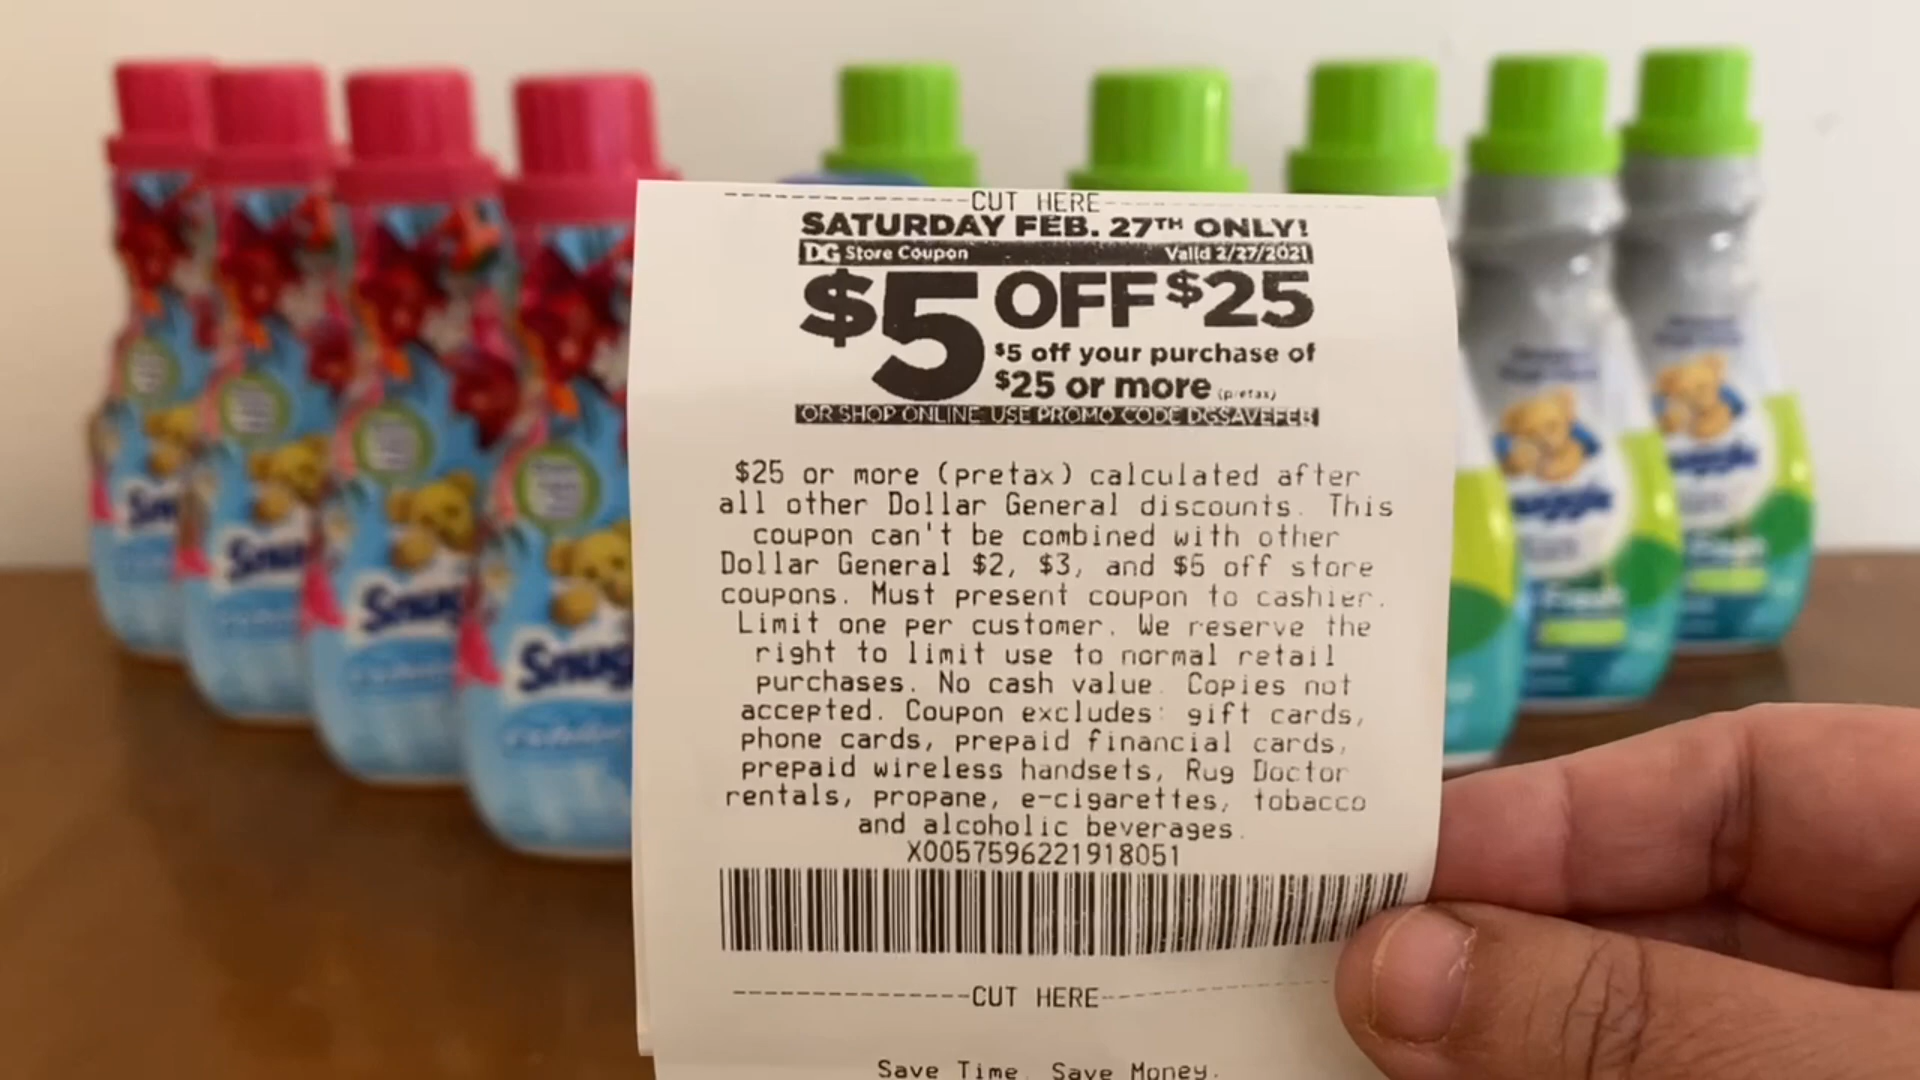 CUT HERE
SATURDAY FEB. 27TH ONLY!
DG Store Coupon Valid 2/27/2021
$5 OFF $25
$5 off your purchase of
$25 or more (pretax)
OR SHOP ONLINE USE PROMO CODE DGSAVEFEB
$25 or more (pretax) calculated after
all other Dollar General discounts. This
coupon can't be combined with other
Dollar General $2, $3, and $5 off store
coupons. Must present coupon to cashier.
Limit one per customer. We reserve the
right to limit use to normal retail
purchases. No cash value. Copies not
accepted. Coupon excludes: gift cards,
phone cards, prepaid financial cards,
prepaid wireless handsets, Rug Doctor
rentals, propane, e-cigarettes, tobacco
and alcoholic beverages.
X0057596221918051
CUT HERE
Save Time. Save Money.
Snug
Snug
Snug
Snuggle
Fresh